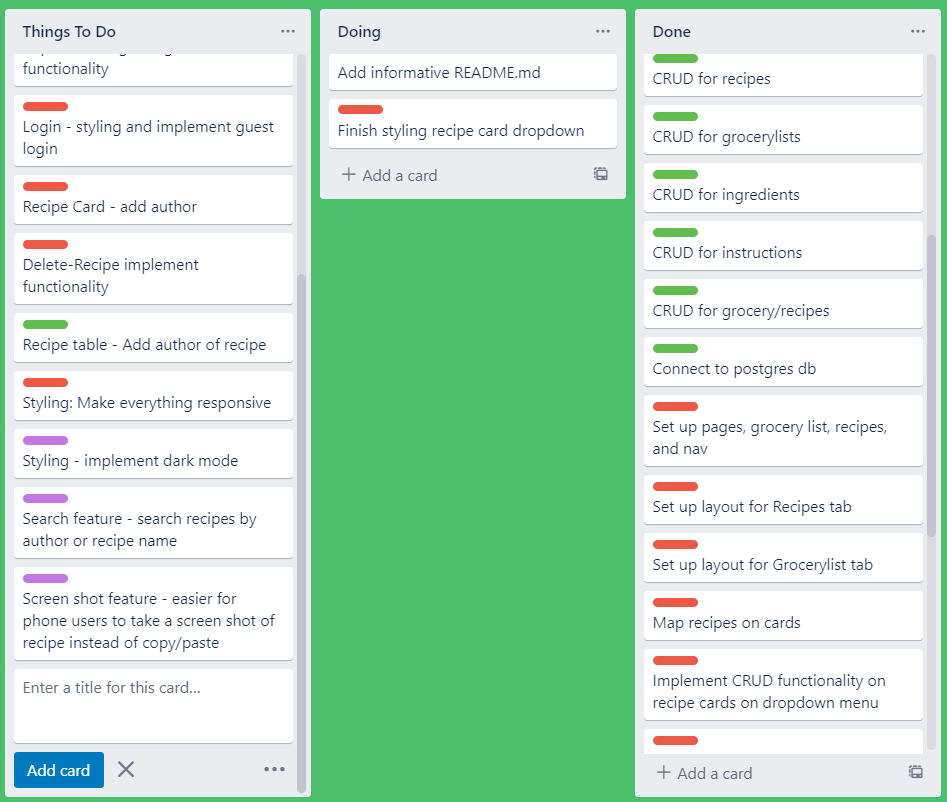 Things To Do
functionality
Login - styling and implement guest
login
Recipe Card - add author
Delete-Recipe implement
functionality
Recipe table - Add author of recipe
Styling: Make everything responsive
Styling - implement dark mode
Search feature - search recipes by
author or recipe name
Screen shot feature - easier for
phone users to take a screen shot of
recipe instead of copy/paste
Enter a title for this card...
Add card
Doing
Add informative README.md
Finish styling recipe card dropdown
Add a card
Done
CRUD for recipes
CRUD for grocerylists
CRUD for ingredients
CRUD for instructions
CRUD for grocery/recipes
Connect to postgres db
Set up pages, grocery list, recipes,
and nav
Set up layout for Recipes tab
Set up layout for Grocerylist tab
Map recipes on cards
Implement CRUD functionality on
recipe cards on dropdown menu
Add a card